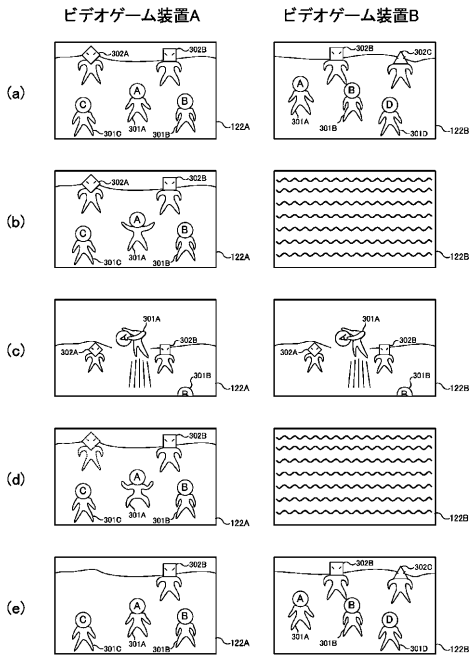 ビデオゲーム装置A ビデオゲーム装置B
(a)
302A 302B
C A B
301C 301A 301B
122A
302B 302C
A B D
301A 301B 301D
122B
(b)
302A 302B
C A B
301C 301A 301B
122A
122B
(c)
301A
302A 302B
301B
B
122A
301A
302A 302B
301B
B
122B
(d)
302B
C A B
301C 301A 301B
122A
122B
(e)
302B
C A B
301C 301A 301B
122A
302B 302C
A B D
301A 301B 301D
122B